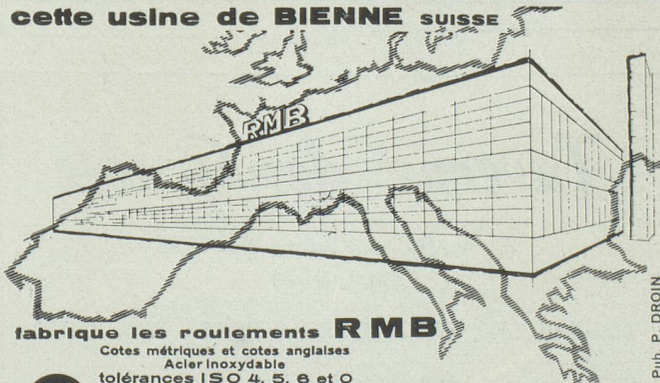 cette usine de BIENNE SUISSE
RMB
fabrique les roulements RMB
Cotes métriques et cotes anglaises
Acier inoxydable
tolérances ISO 4, 5, 6 et 0
Pub. P. DROIN